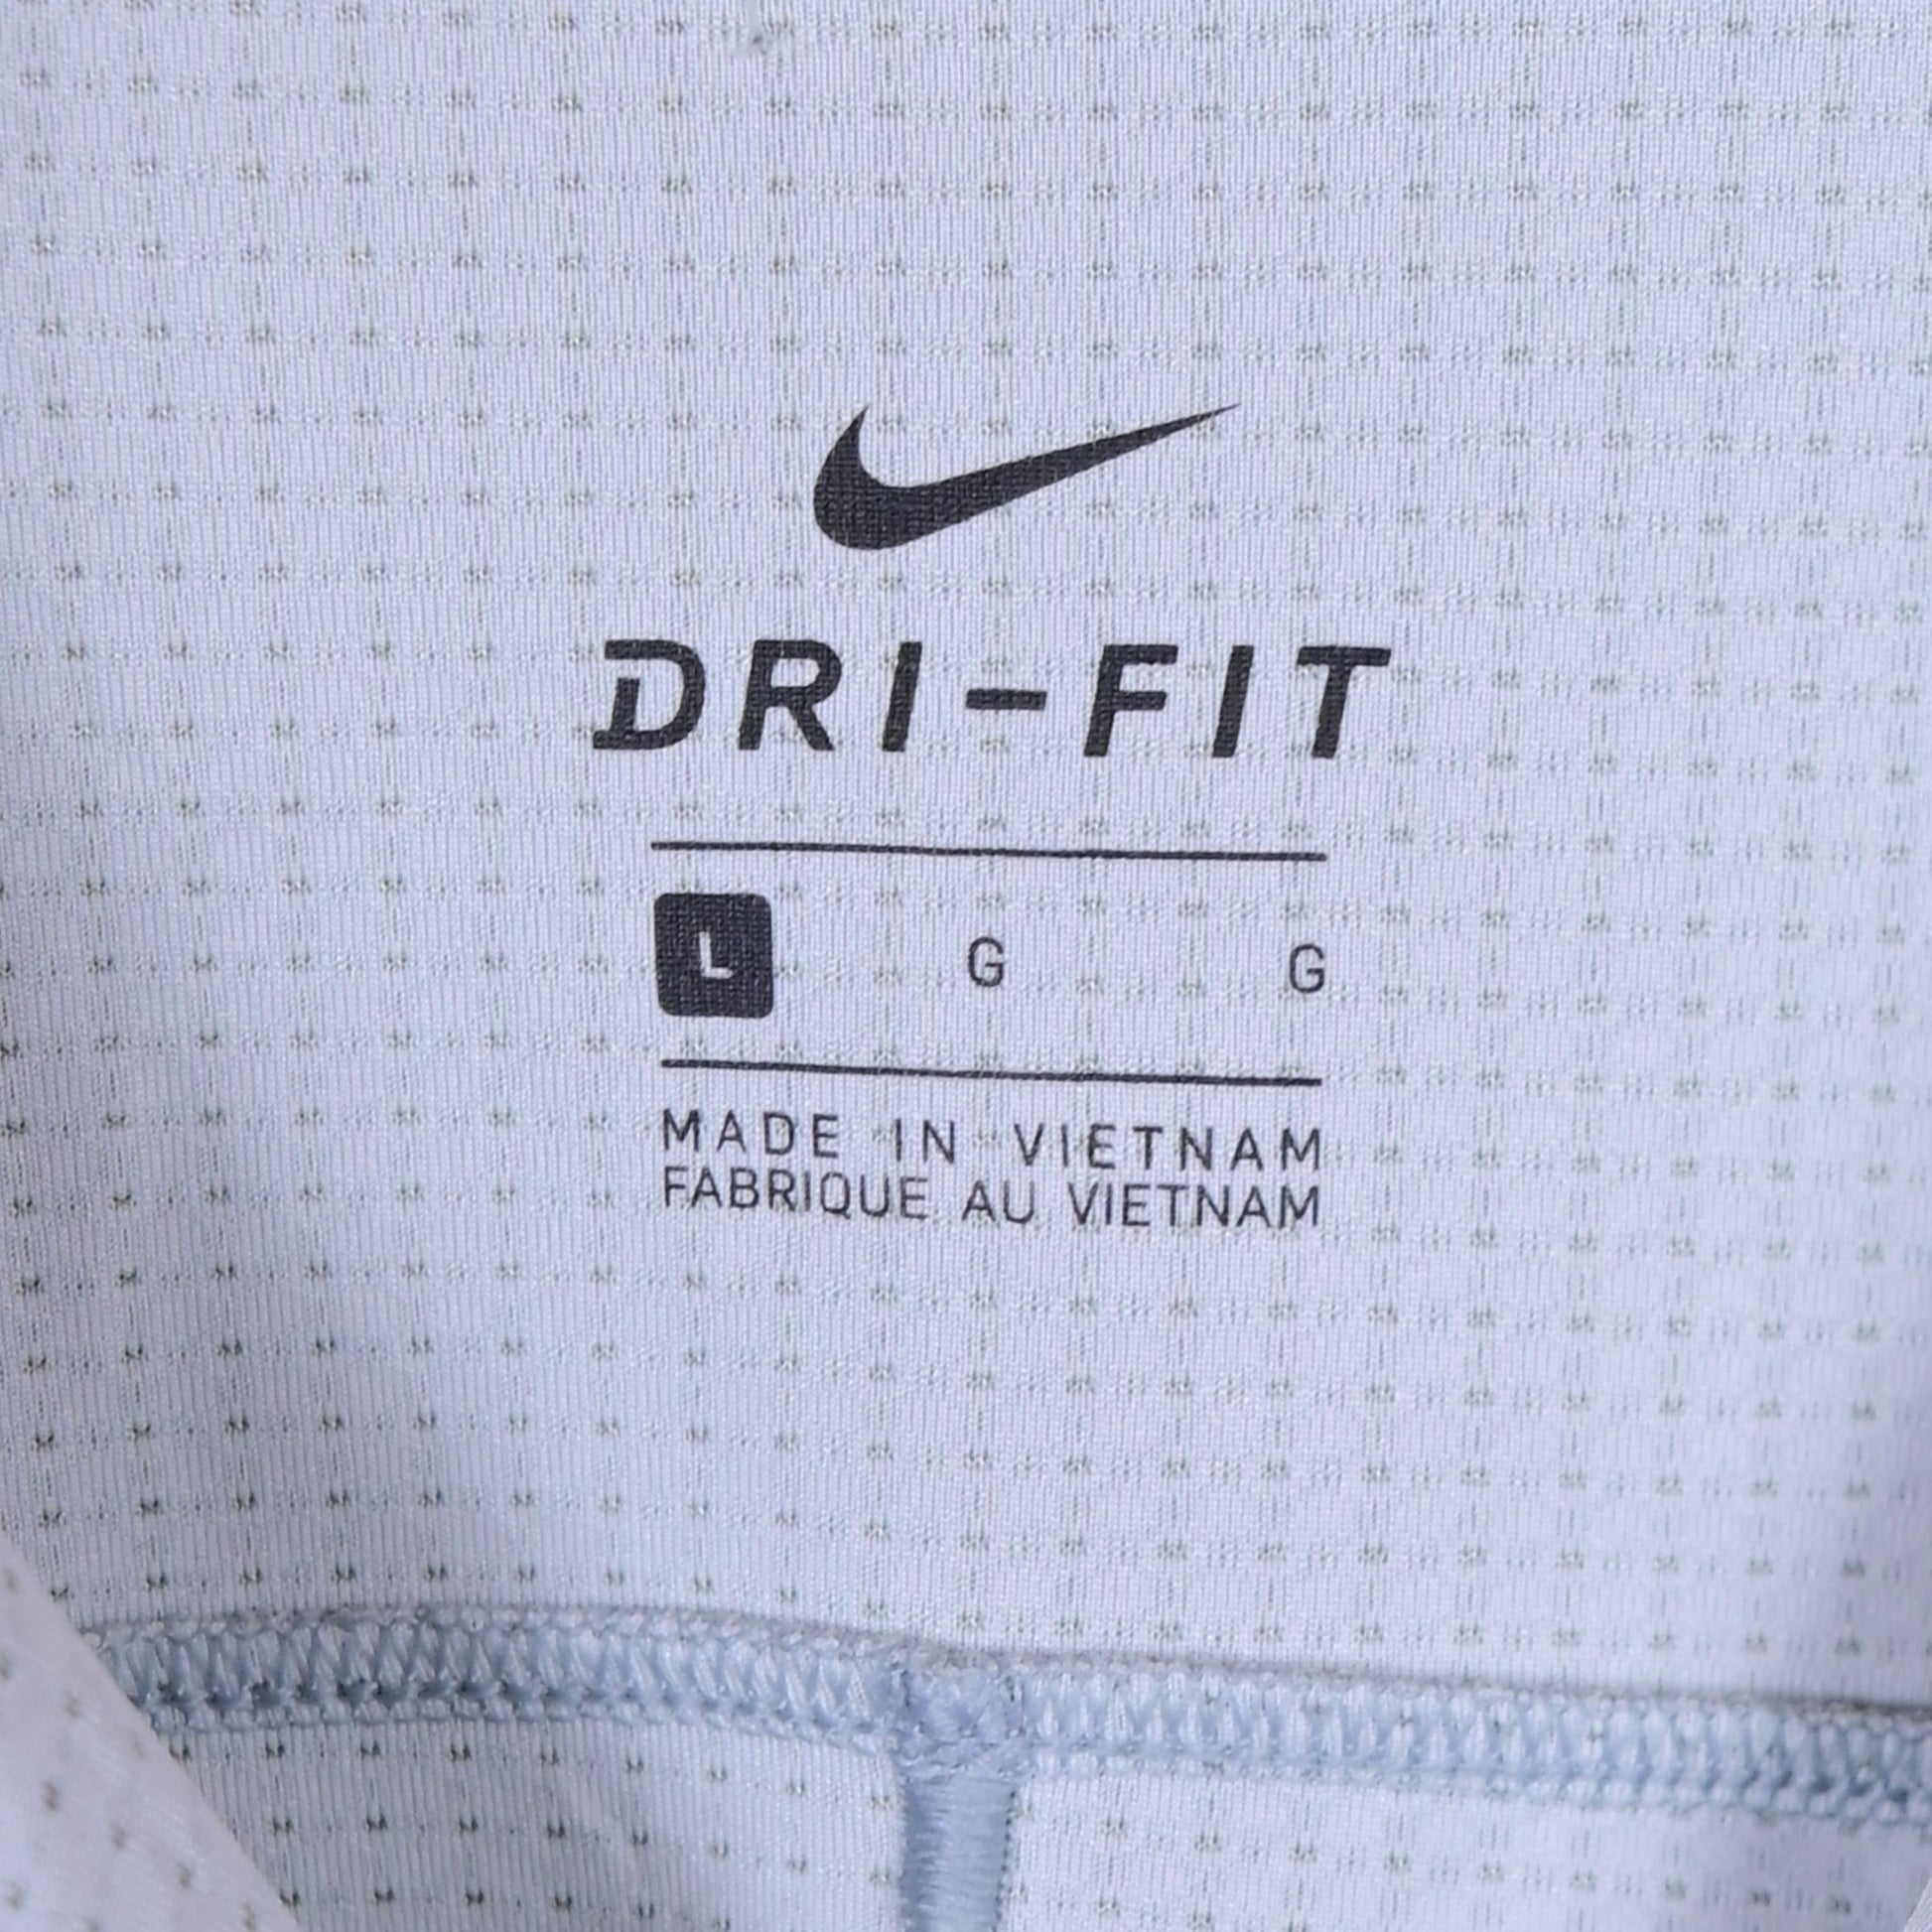 DRI-FIT
L G G
MADE IN VIETNAM
FABRIQUE AU VIETNAM